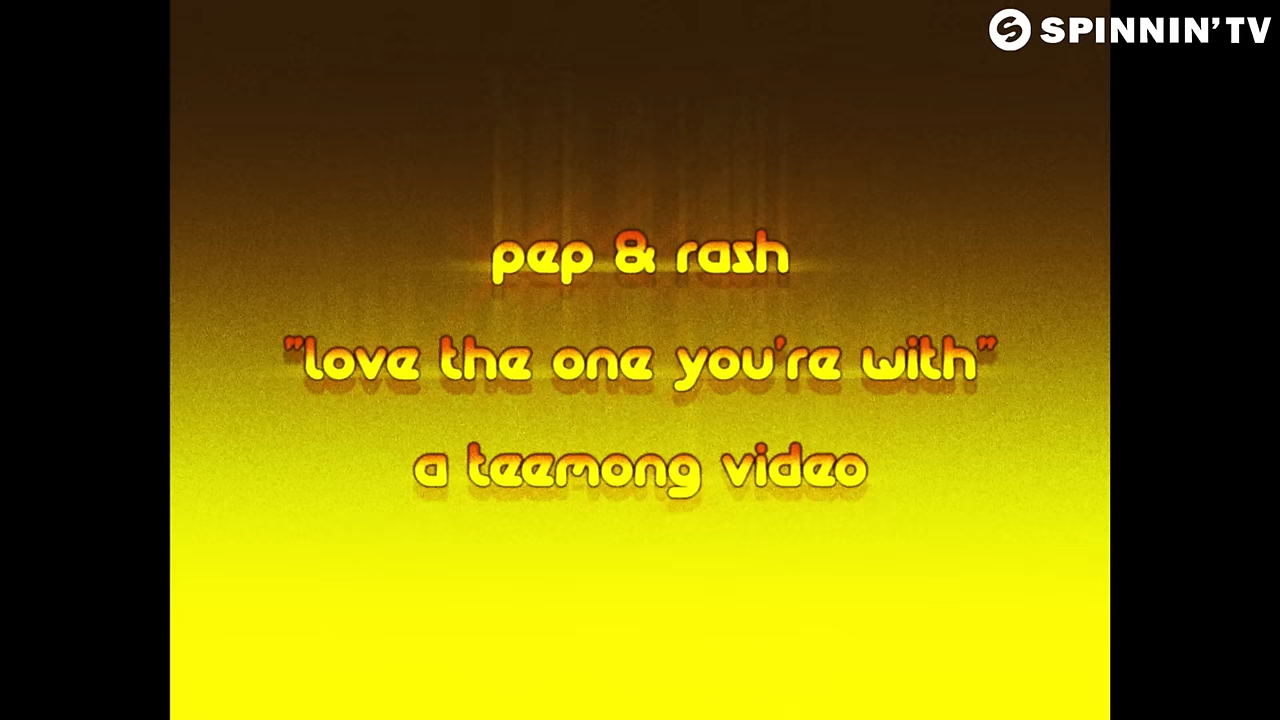 SPINNIN' TV
pep & rash
"love the one you're with"
a teemong video